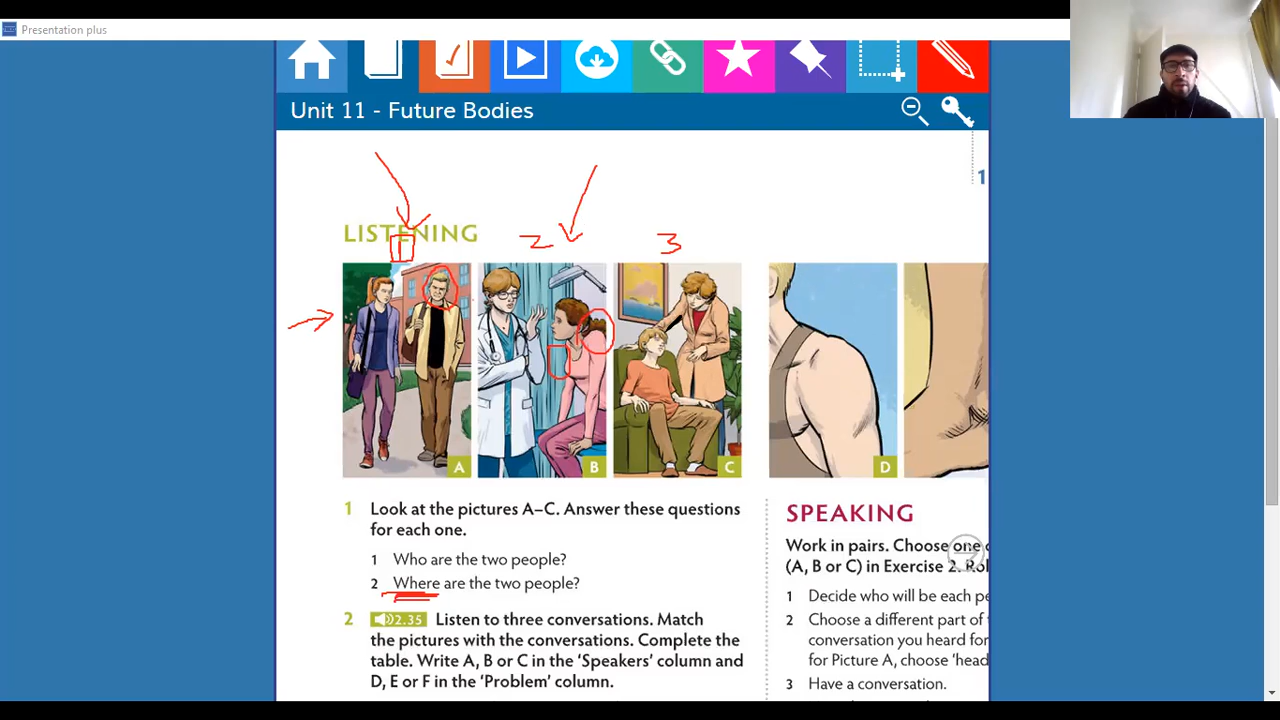 Presentation plus
Unit 11 - Future Bodies
1
LISTENING
1
2
3
A
B
C
D
1 Look at the pictures A–C. Answer these questions
for each one.
1 Who are the two people?
2 Where are the two people?
2 2.35 Listen to three conversations. Match
the pictures with the conversations. Complete the
table. Write A, B or C in the 'Speakers' column and
D, E or F in the 'Problem' column.
SPEAKING
Work in pairs. Choose one
(A, B or C) in Exercise 2. Rol
1 Decide who will be each pe
2 Choose a different part of
conversation you heard for
for Picture A, choose 'head
3 Have a conversation.